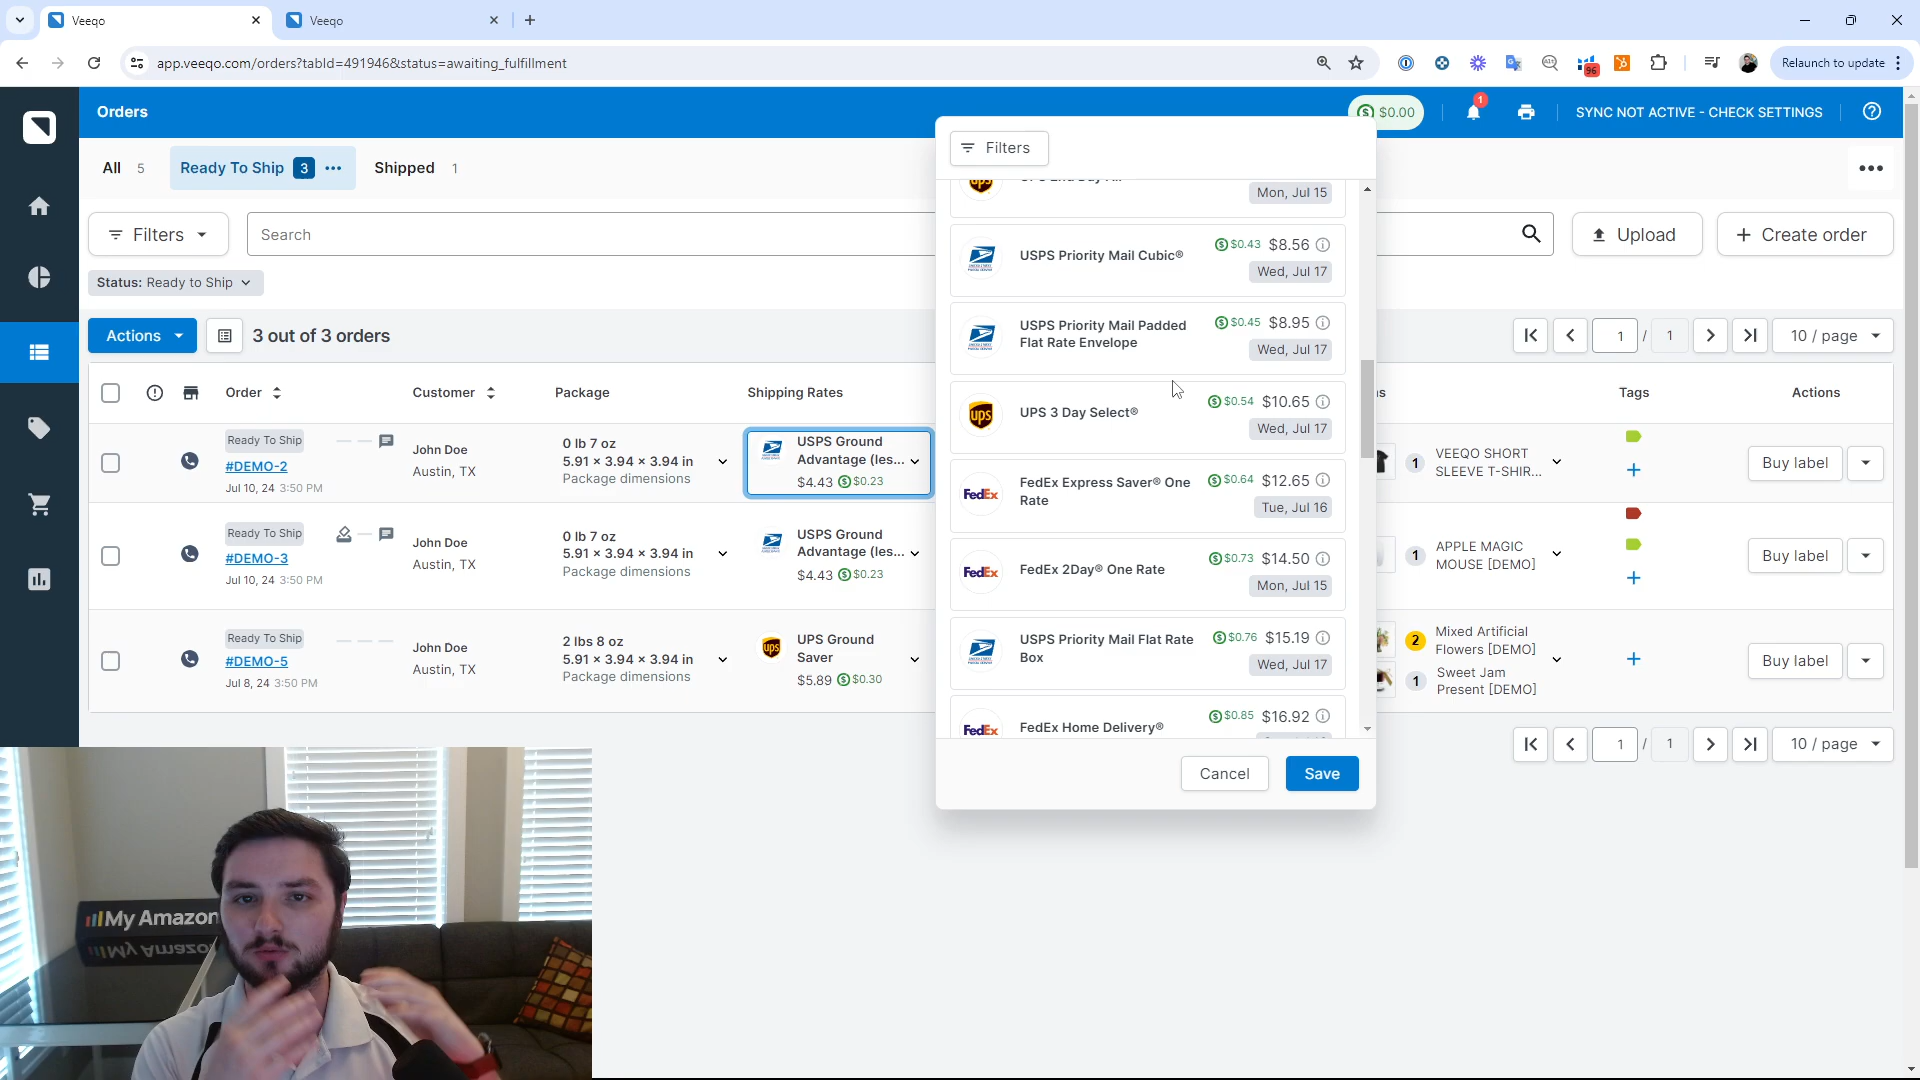 Veeqo
Veeqo
app.veeqo.com/orders?tabId=491946&status=awaiting_fulfillment
96
Relaunch to update
Orders
$0.00
1
SYNC NOT ACTIVE - CHECK SETTINGS
All 5
Ready To Ship 3
Shipped 1
Filters
Search
Upload
Create order
Status: Ready to Ship
Actions
3 out of 3 orders
1 / 1
10 / page
Order
Customer
Package
Shipping Rates
Tags
Actions
Ready To Ship
#DEMO-2
Jul 10, 24 3:50 PM
John Doe
Austin, TX
0 lb 7 oz
5.91 × 3.94 × 3.94 in
Package dimensions
USPS Ground
Advantage (les...
$4.43 $0.23
1
VEEQO SHORT
SLEEVE T-SHIR...
Buy label
Ready To Ship
#DEMO-3
Jul 10, 24 3:50 PM
John Doe
Austin, TX
0 lb 7 oz
5.91 × 3.94 × 3.94 in
Package dimensions
USPS Ground
Advantage (les...
$4.43 $0.23
1
APPLE MAGIC
MOUSE [DEMO]
Buy label
Ready To Ship
#DEMO-5
Jul 8, 24 3:50 PM
John Doe
Austin, TX
2 lbs 8 oz
5.91 × 3.94 × 3.94 in
Package dimensions
ups
UPS Ground
Saver
$5.89 $0.30
2
Mixed Artificial
Flowers [DEMO]
1
Sweet Jam
Present [DEMO]
Buy label
1 / 1
10 / page
Filters
Mon, Jul 15
USPS Priority Mail Cubic®
$0.43 $8.56
Wed, Jul 17
USPS Priority Mail Padded
Flat Rate Envelope
$0.45 $8.95
Wed, Jul 17
ups
UPS 3 Day Select®
$0.54 $10.65
Wed, Jul 17
FedEx
FedEx Express Saver® One
Rate
$0.64 $12.65
Tue, Jul 16
FedEx
FedEx 2Day® One Rate
$0.73 $14.50
Mon, Jul 15
USPS Priority Mail Flat Rate
Box
$0.76 $15.19
Wed, Jul 17
FedEx
FedEx Home Delivery®
$0.85 $16.92
Cancel
Save
My Amazon